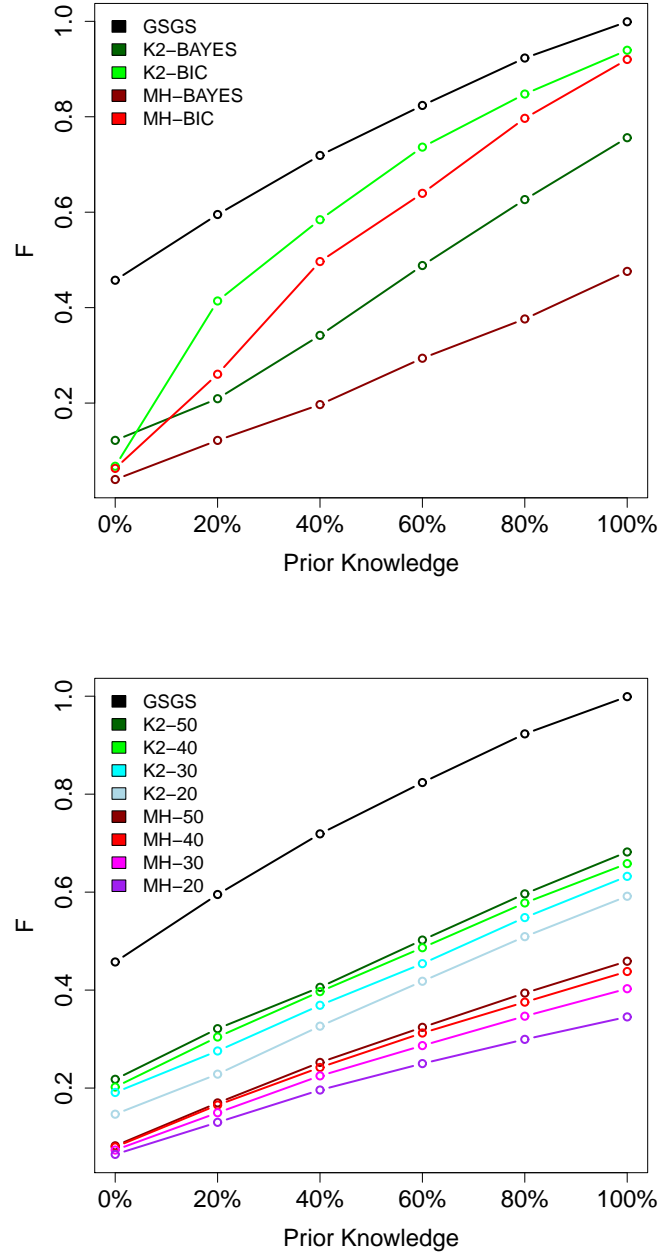 GSGS
K2−BAYES
K2−BIC
MH−BAYES
MH−BIC
1.0
0.8
0.6
0.4
0.2
F
0% 20% 40% 60% 80% 100%
Prior Knowledge
GSGS
K2−50
K2−40
K2−30
K2−20
MH−50
MH−40
MH−30
MH−20
1.0
0.8
0.6
0.4
0.2
F
0% 20% 40% 60% 80% 100%
Prior Knowledge